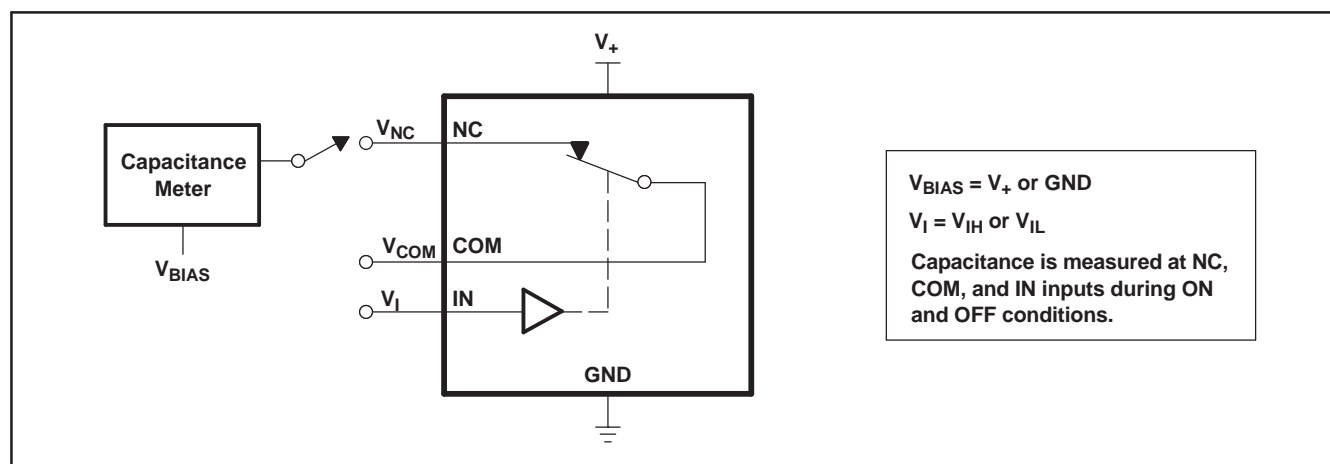 V+
VNC
NC
Capacitance
Meter
VBIAS
VCOM
COM
VI
IN
GND
VBIAS = V+ or GND
VI = VIH or VIL
Capacitance is measured at NC,
COM, and IN inputs during ON
and OFF conditions.